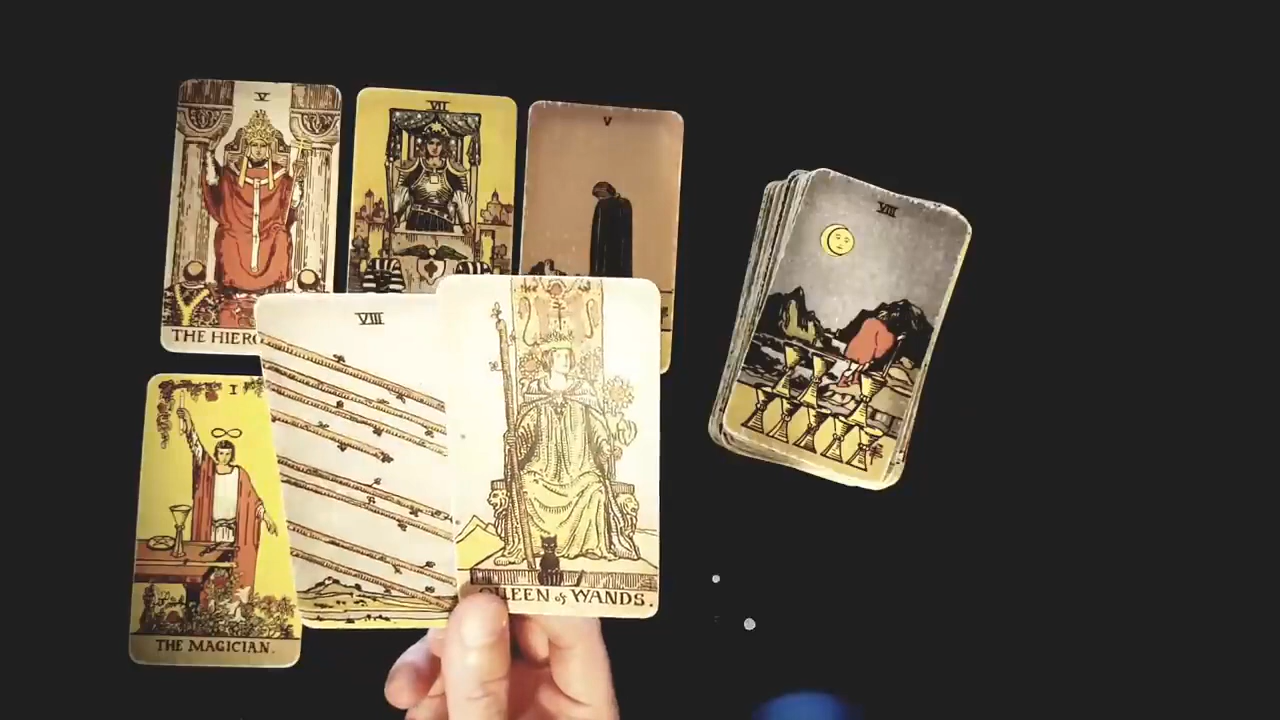 V
VII
V
THE HIERO
VIII
VIII
I
QUEEN of WANDS.
THE MAGICIAN.